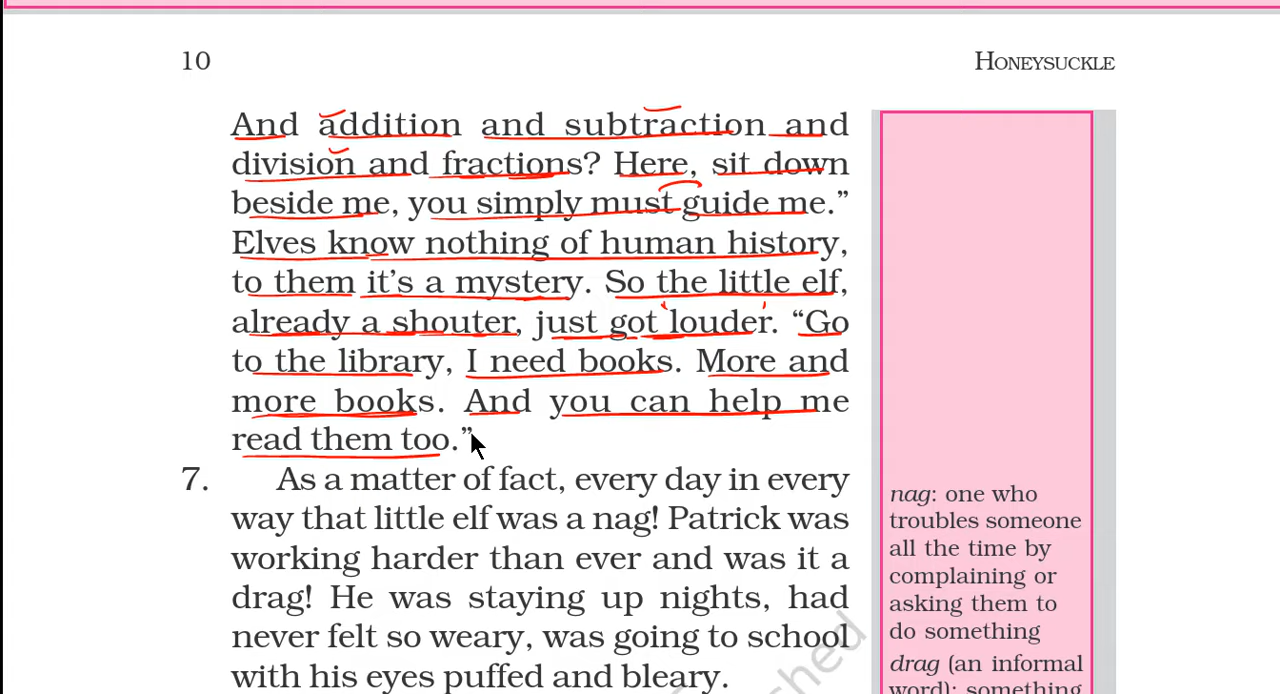 10
HONEYSUCKLE
And addition and subtraction and
division and fractions? Here, sit down
beside me, you simply must guide me.”
Elves know nothing of human history,
to them it’s a mystery. So the little elf,
already a shouter, just got louder. “Go
to the library, I need books. More and
more books. And you can help me
read them too.”
7. As a matter of fact, every day in every
way that little elf was a nag! Patrick was
working harder than ever and was it a
drag! He was staying up nights, had
never felt so weary, was going to school
with his eyes puffed and bleary.
nag: one who
troubles someone
all the time by
complaining or
asking them to
do something
drag (an informal
word): something